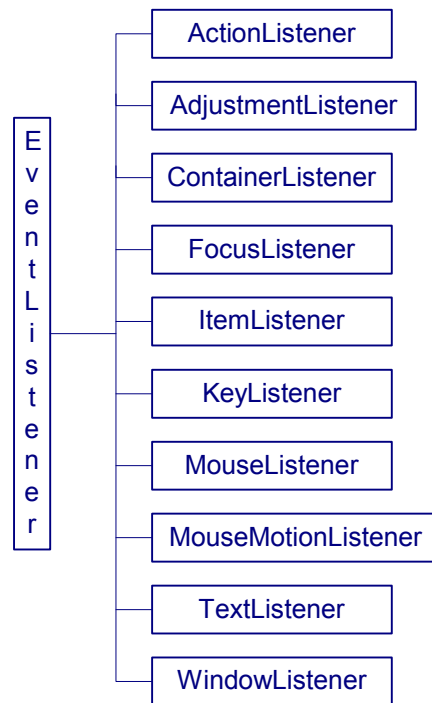 EventListener
ActionListener
AdjustmentListener
ContainerListener
FocusListener
ItemListener
KeyListener
MouseListener
MouseMotionListener
TextListener
WindowListener